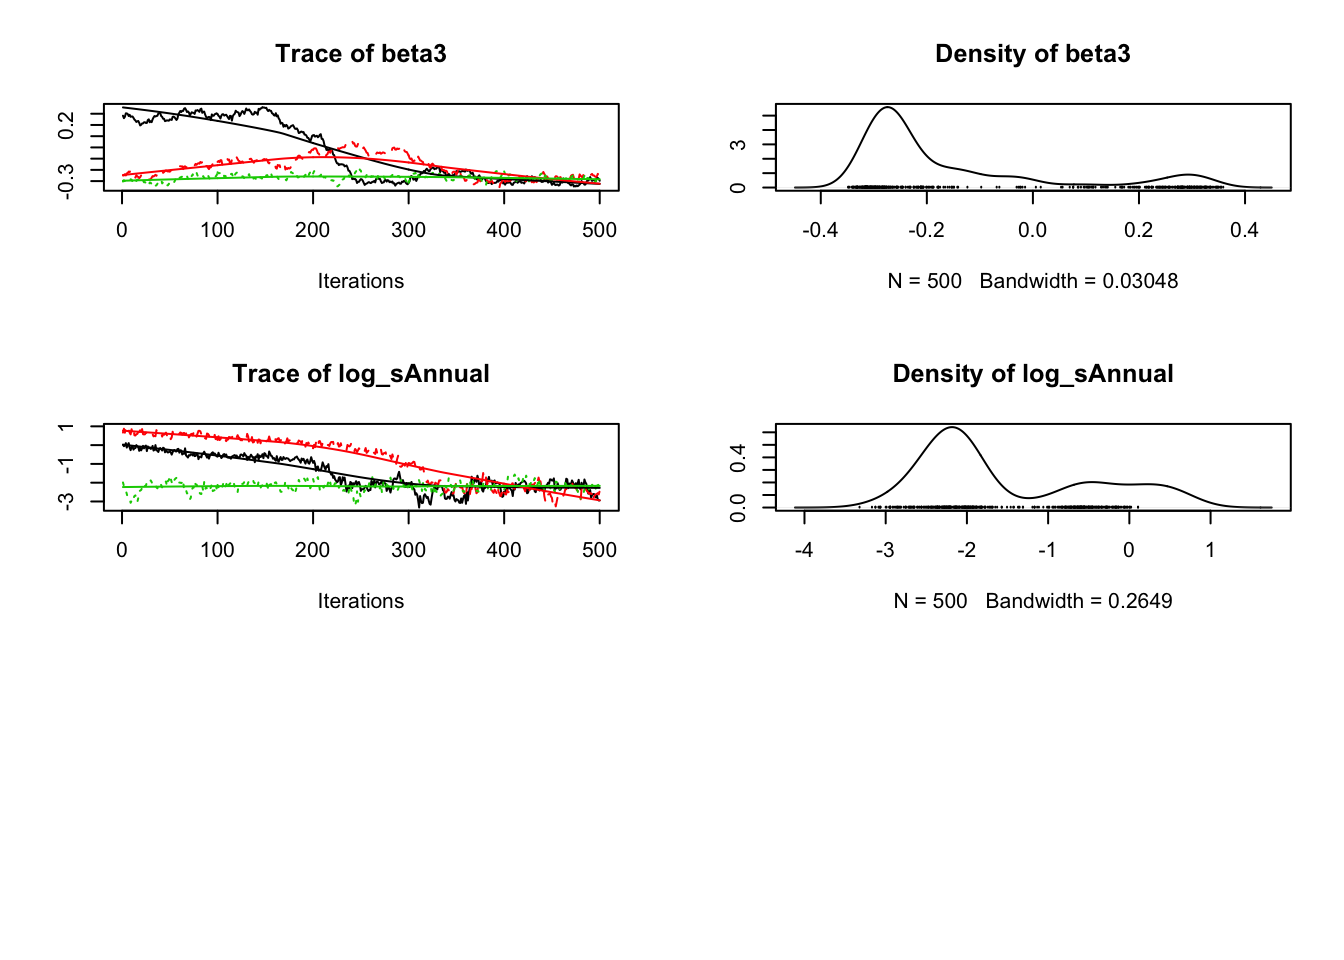 Trace of beta3
0.2
-0.3
0 100 200 300 400 500
Iterations
Density of beta3
3
0
-0.4 -0.2 0.0 0.2 0.4
N = 500 Bandwidth = 0.03048
Trace of log_sAnnual
1
-1
-3
0 100 200 300 400 500
Iterations
Density of log_sAnnual
0.4
0.0
-4 -3 -2 -1 0 1
N = 500 Bandwidth = 0.2649